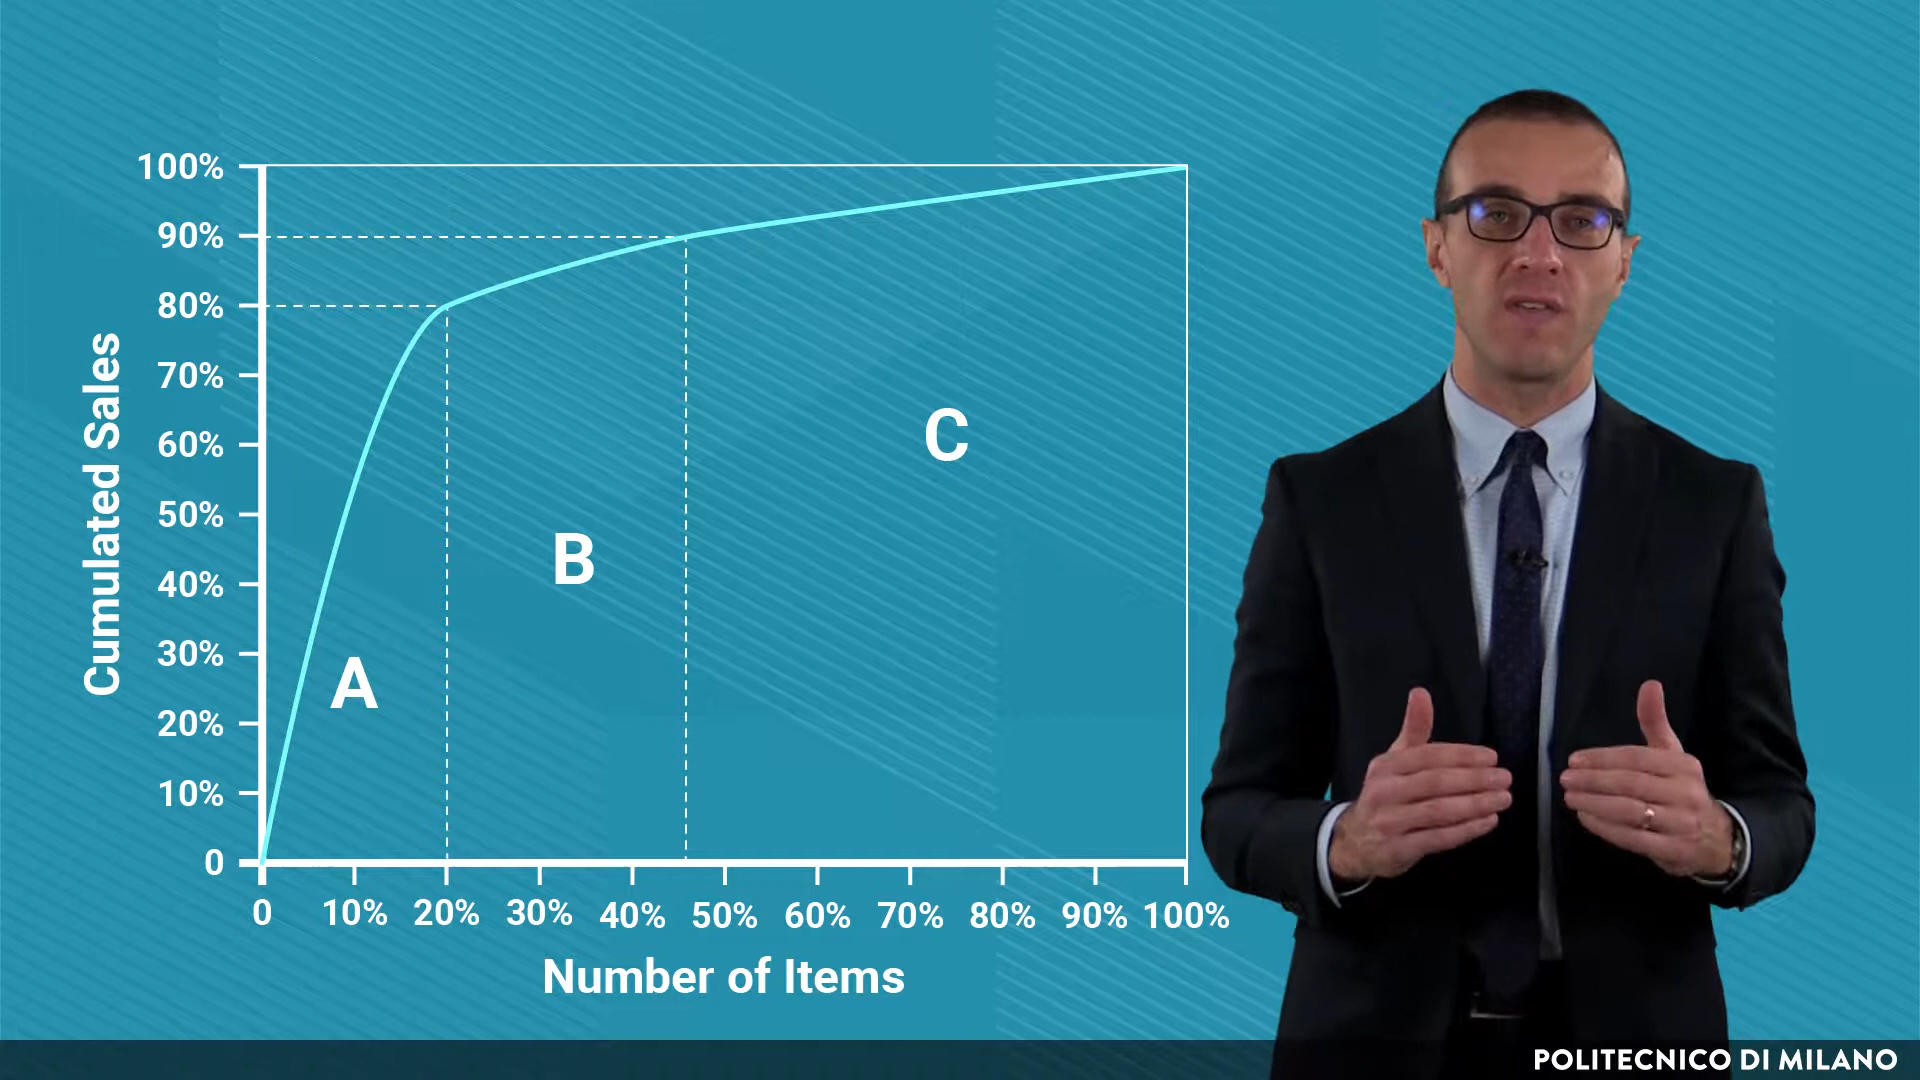 100%
90%
80%
70%
60%
50%
40%
30%
20%
10%
0
Cumulated Sales
A
B
C
0 10% 20% 30% 40% 50% 60% 70% 80% 90% 100%
Number of Items
POLITECNICO DI MILANO